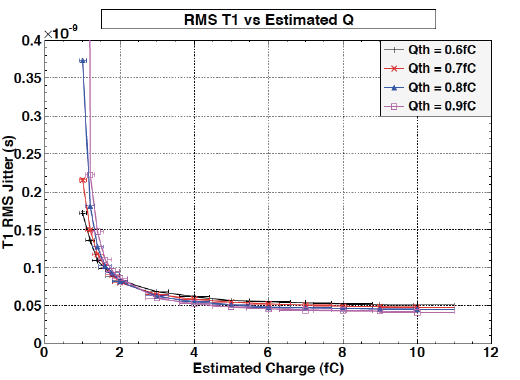 RMS T1 vs Estimated Q
×10⁻⁹
0.4
0.35
0.3
0.25
0.2
0.15
0.1
0.05
0
T1 RMS Jitter (s)
Qth = 0.6fC
Qth = 0.7fC
Qth = 0.8fC
Qth = 0.9fC
0 2 4 6 8 10 12
Estimated Charge (fC)